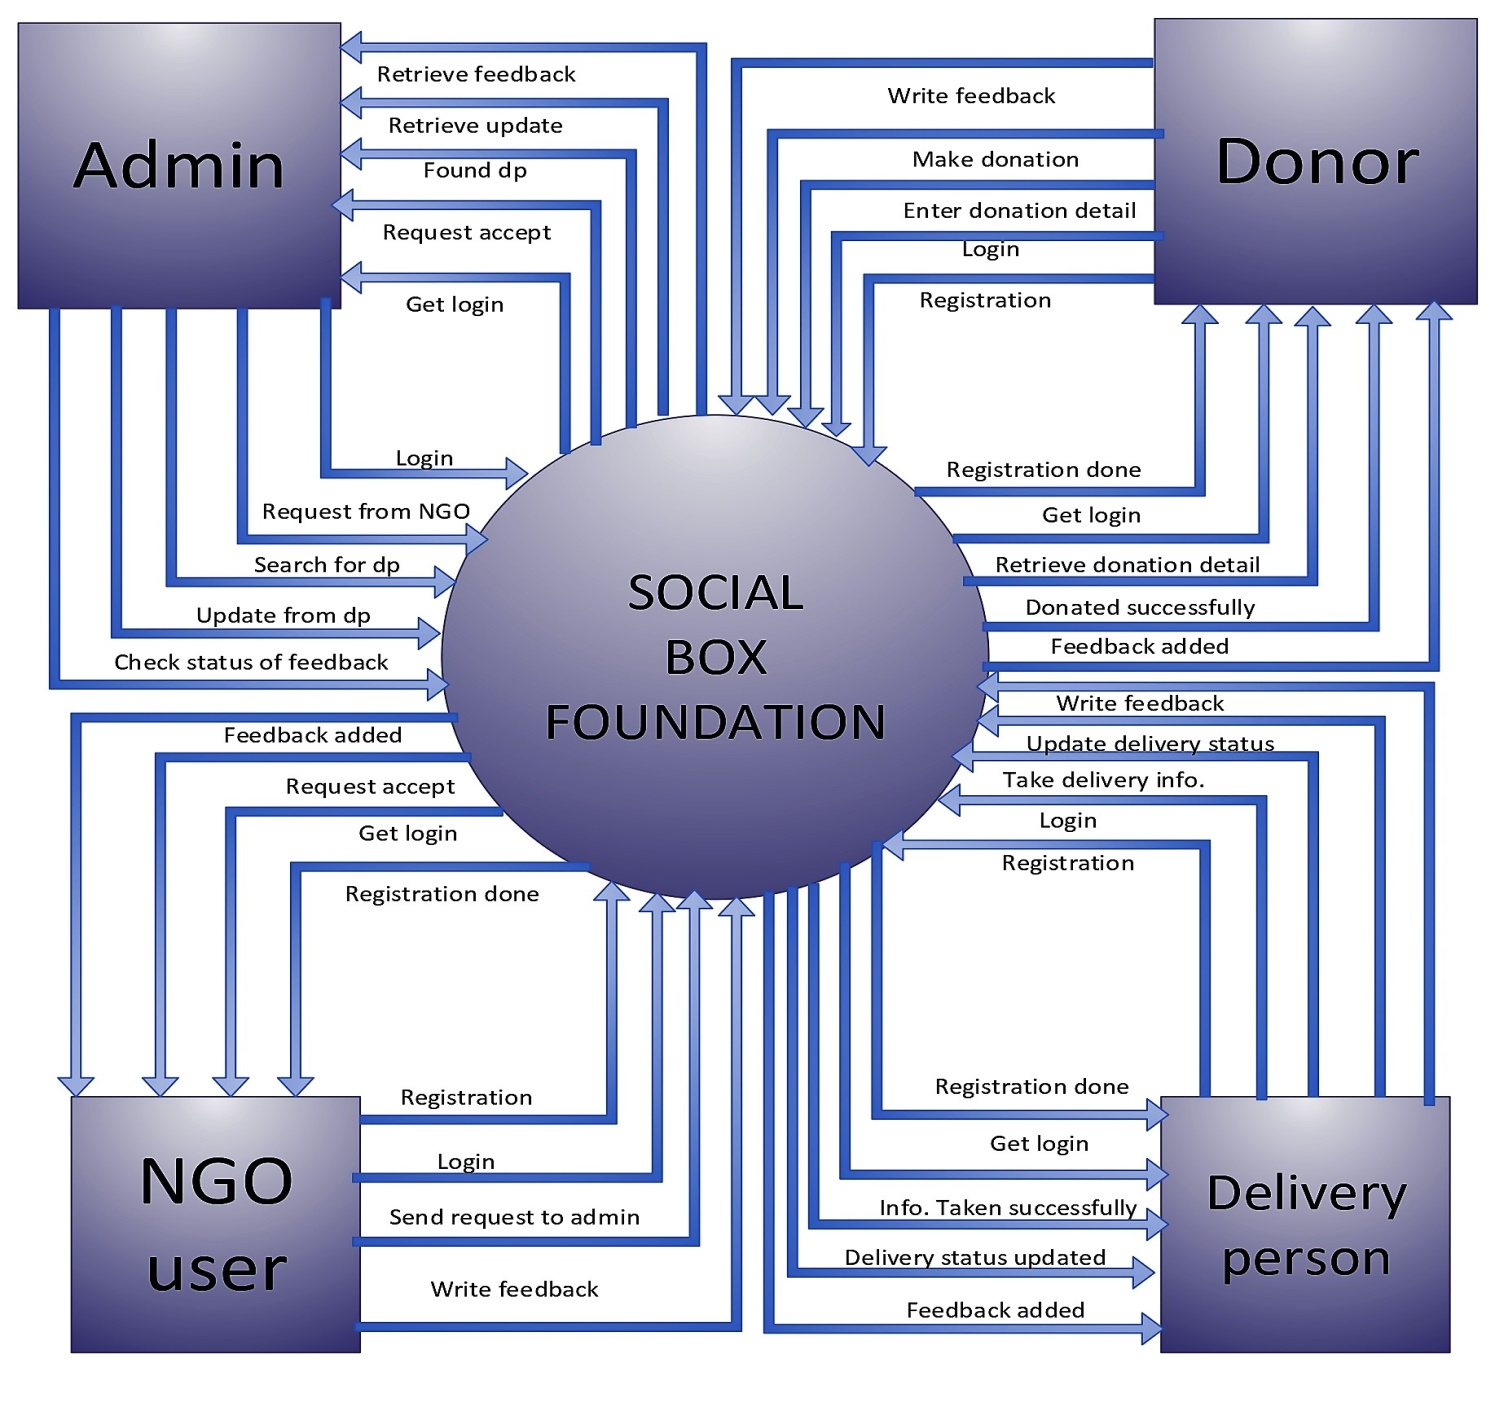 Admin
Retrieve feedback
Retrieve update
Found dp
Request accept
Get login
Donor
Write feedback
Make donation
Enter donation detail
Login
Registration
Login
Request from NGO
Search for dp
Update from dp
Check status of feedback
Registration done
Get login
Retrieve donation detail
Donated successfully
Feedback added
SOCIAL
BOX
FOUNDATION
Feedback added
Request accept
Get login
Registration done
Write feedback
Update delivery status
Take delivery info.
Login
Registration
NGO
user
Registration
Login
Send request to admin
Write feedback
Registration done
Get login
Info. Taken successfully
Delivery status updated
Feedback added
Delivery
person